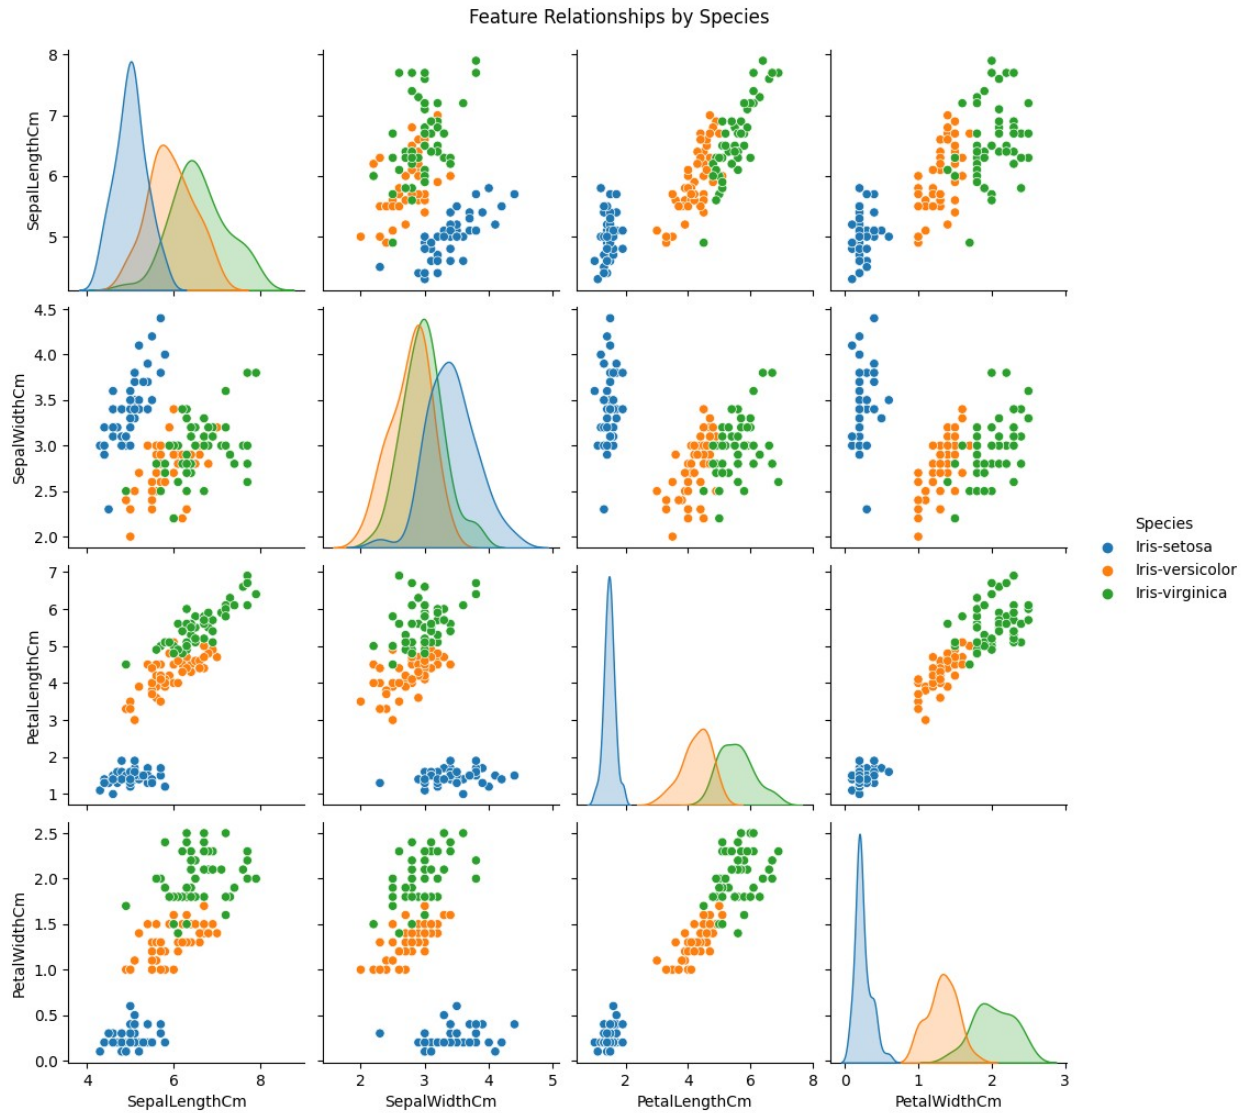 Feature Relationships by Species
8
7
6
5
SepalLengthCm
4.5
4.0
3.5
3.0
2.5
2.0
SepalWidthCm
Species
Iris-setosa
Iris-versicolor
Iris-virginica
7
6
5
4
3
2
1
PetalLengthCm
2.5
2.0
1.5
1.0
0.5
0.0
PetalWidthCm
4 6 8
2 3 4 5
2 4 6 8
0 1 2 3
SepalLengthCm
SepalWidthCm
PetalLengthCm
PetalWidthCm